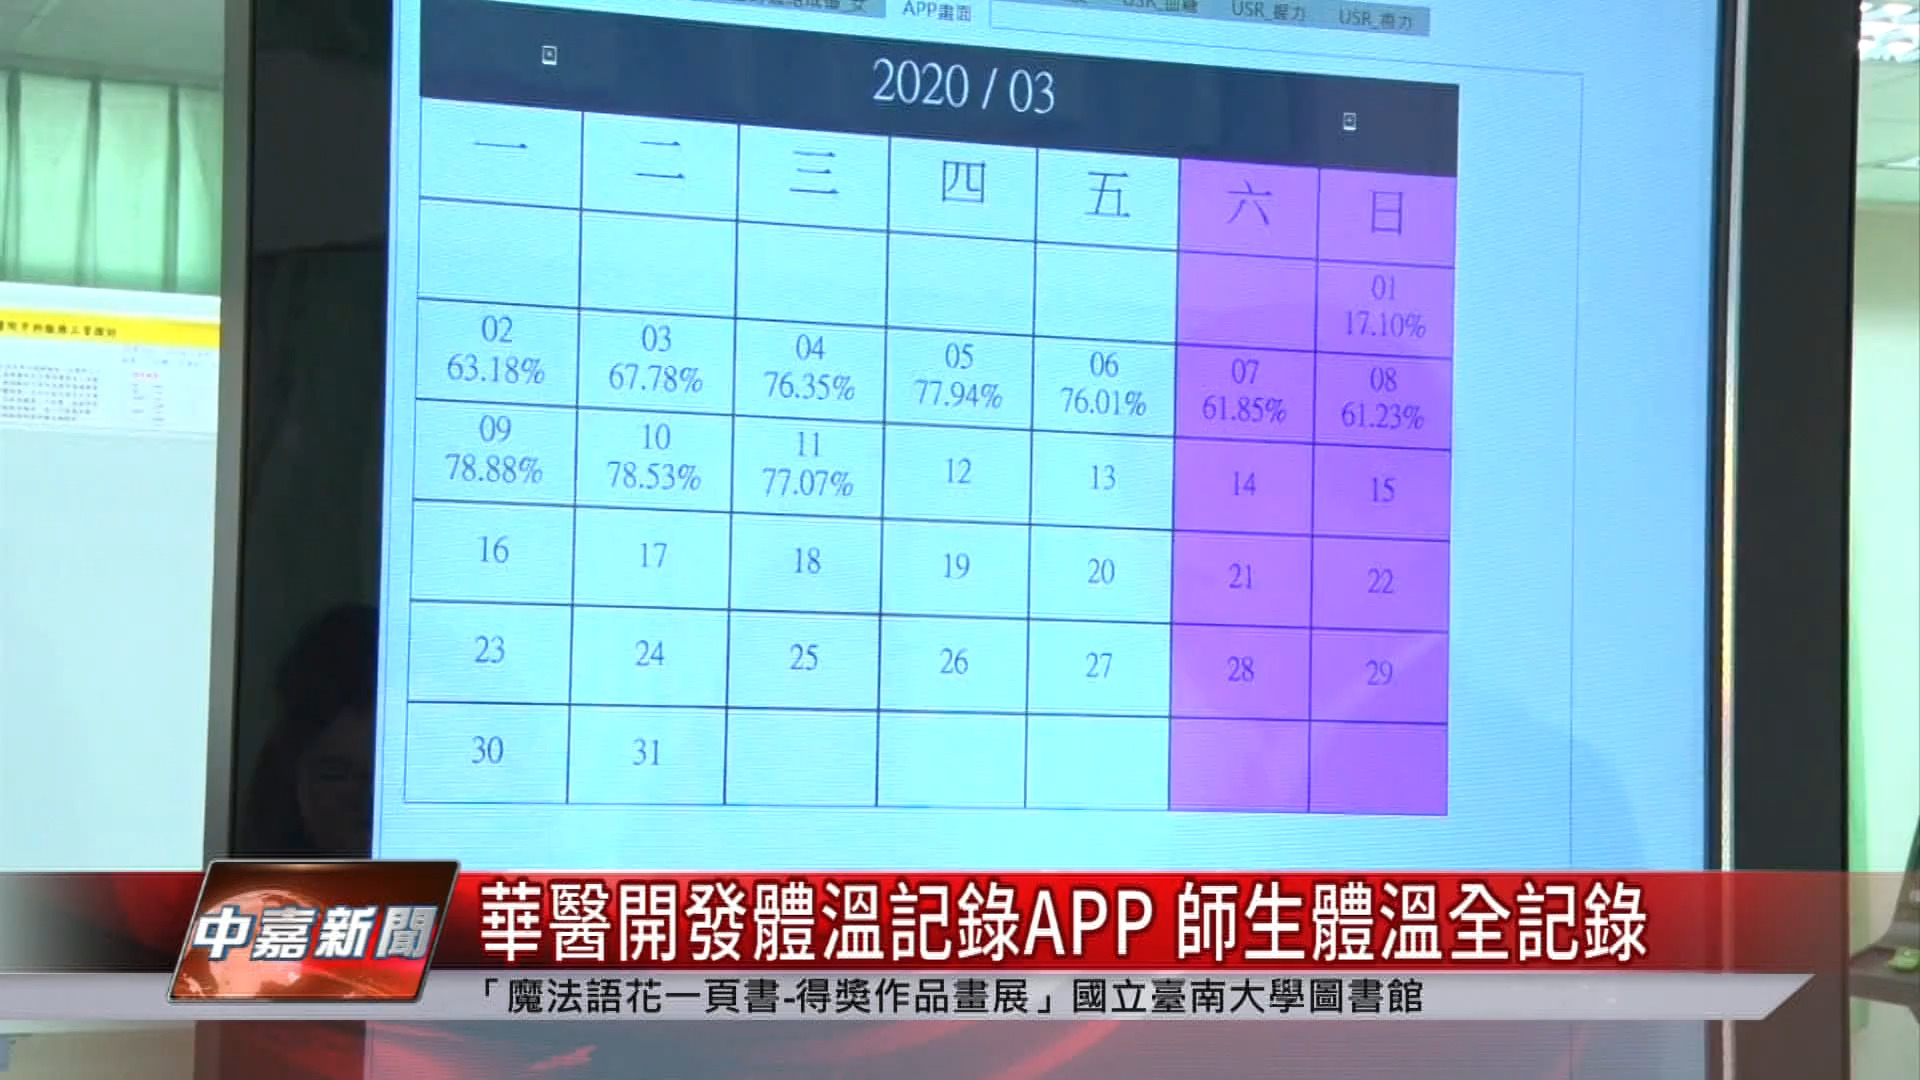 APP畫面
USR_握力
USR_視力
2020 / 03
一 二 三 四 五 六 日
01
17.10%
02 03 04 05 06 07 08
63.18% 67.78% 76.35% 77.94% 76.01% 61.85% 61.23%
09 10 11 12 13 14 15
78.88% 78.53% 77.07%
16 17 18 19 20 21 22
23 24 25 26 27 28 29
30 31
中嘉新聞
華醫開發體溫記錄APP 師生體溫全記錄
「魔法語花一頁書-得獎作品畫展」國立臺南大學圖書館